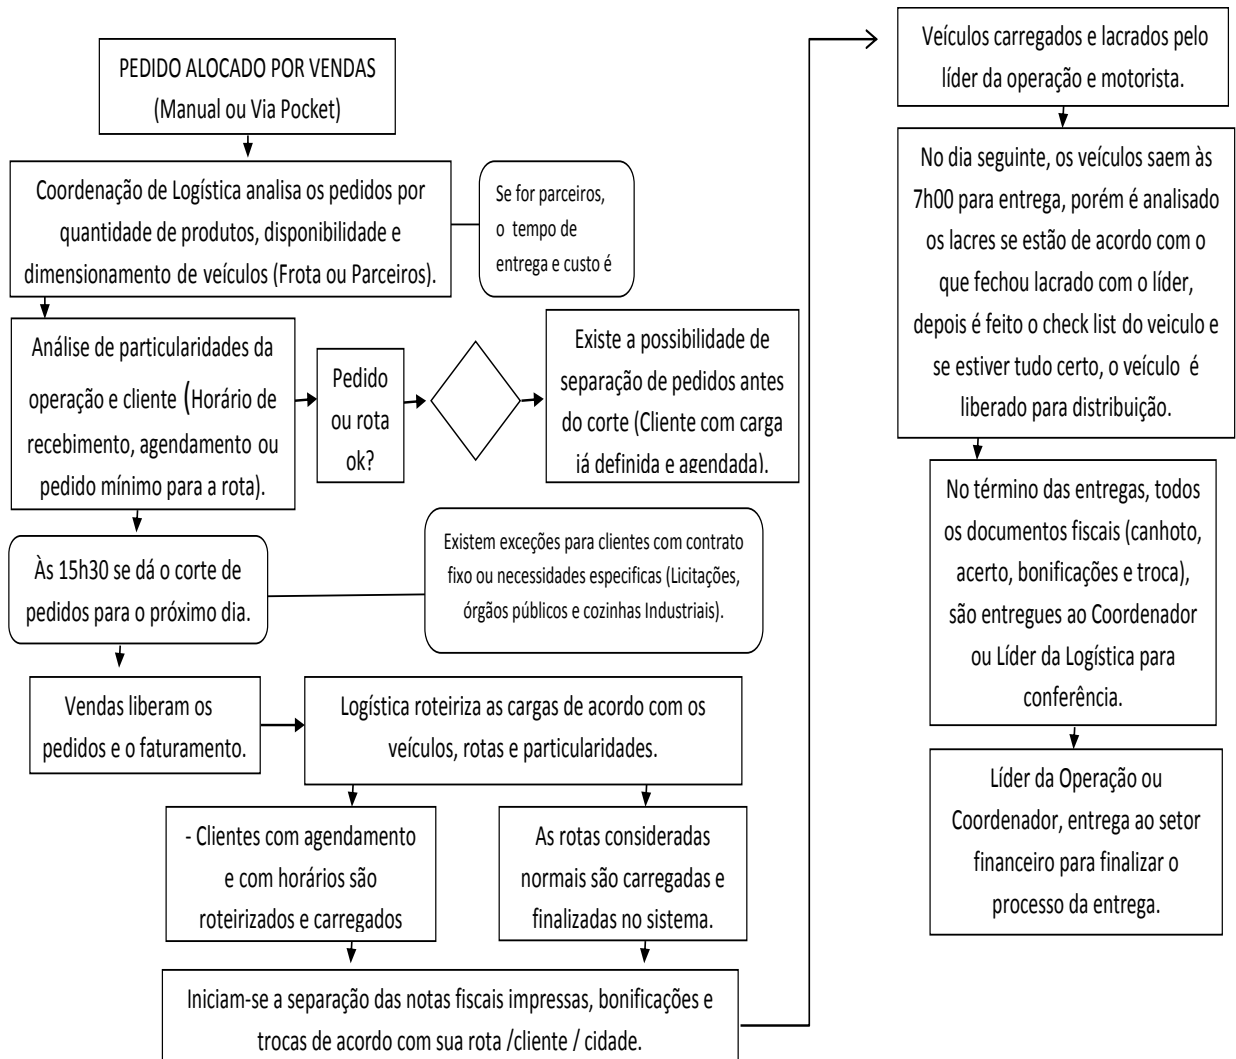 PEDIDO ALOCADO POR VENDAS
(Manual ou Via Pocket)
Coordenação de Logística analisa os pedidos por
quantidade de produtos, disponibilidade e
dimensionamento de veículos (Frota ou Parceiros).
Se for parceiros,
o tempo de
entrega e custo é
Análise de particularidades da
operação e cliente (Horário de
recebimento, agendamento ou
pedido mínimo para a rota).
Pedido
ou rota
ok?
Existe a possibilidade de
separação de pedidos antes
do corte (Cliente com carga
já definida e agendada).
Às 15h30 se dá o corte de
pedidos para o próximo dia.
Existem exceções para clientes com contrato
fixo ou necessidades especificas (Licitações,
órgãos públicos e cozinhas Industriais).
Vendas liberam os
pedidos e o faturamento.
Logística roteiriza as cargas de acordo com os
veículos, rotas e particularidades.
- Clientes com agendamento
e com horários são
roteirizados e carregados
As rotas consideradas
normais são carregadas e
finalizadas no sistema.
Iniciam-se a separação das notas fiscais impressas, bonificações e
trocas de acordo com sua rota /cliente / cidade.
Veículos carregados e lacrados pelo
líder da operação e motorista.
No dia seguinte, os veículos saem às
7h00 para entrega, porém é analisado
os lacres se estão de acordo com o
que fechou lacrado com o líder,
depois é feito o check list do veiculo e
se estiver tudo certo, o veículo é
liberado para distribuição.
No término das entregas, todos
os documentos fiscais (canhoto,
acerto, bonificações e troca),
são entregues ao Coordenador
ou Líder da Logística para
conferência.
Líder da Operação ou
Coordenador, entrega ao setor
financeiro para finalizar o
processo da entrega.